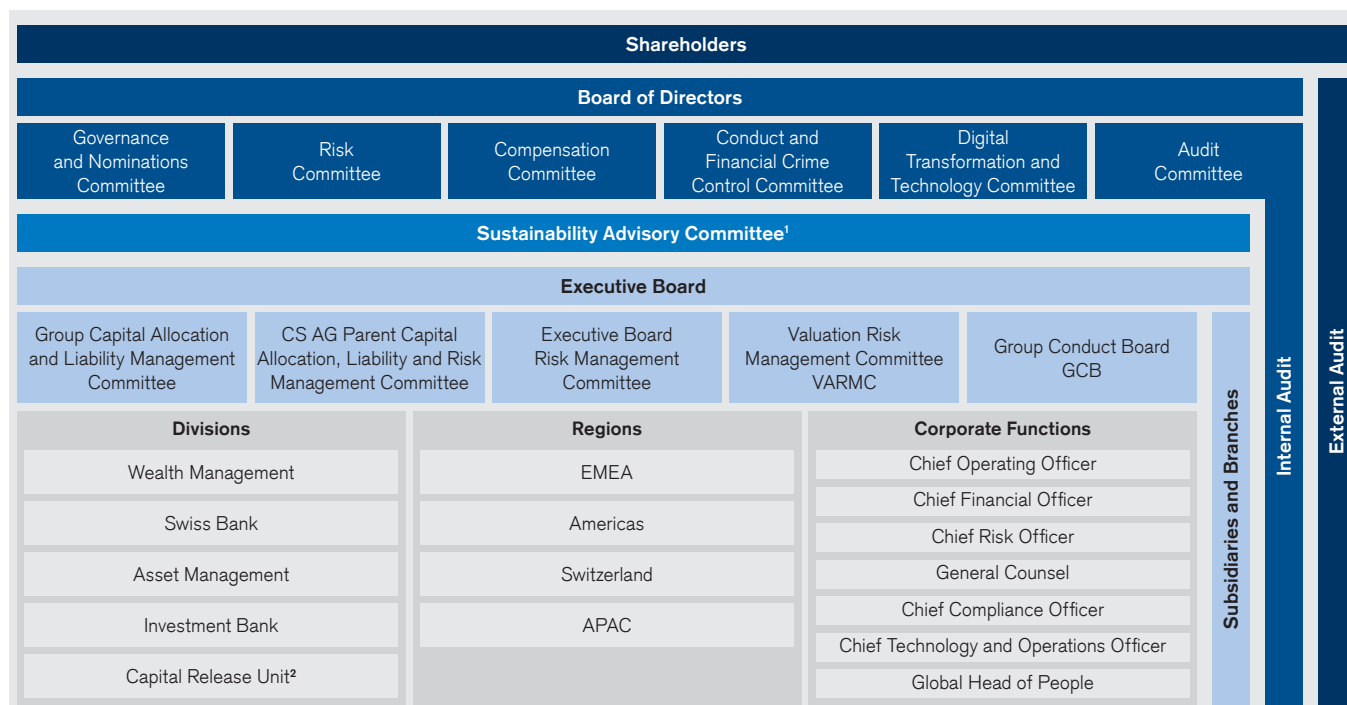 Shareholders
Board of Directors
Governance
and Nominations
Committee
Risk
Committee
Compensation
Committee
Conduct and
Financial Crime
Control Committee
Digital
Transformation and
Technology Committee
Audit
Committee
Sustainability Advisory Committee¹
Executive Board
Group Capital Allocation
and Liability Management
Committee
CS AG Parent Capital
Allocation, Liability and Risk
Management Committee
Executive Board
Risk Management
Committee
Valuation Risk
Management Committee
VARMC
Group Conduct Board
GCB
Divisions
Wealth Management
Swiss Bank
Asset Management
Investment Bank
Capital Release Unit²
Regions
EMEA
Americas
Switzerland
APAC
Corporate Functions
Chief Operating Officer
Chief Financial Officer
Chief Risk Officer
General Counsel
Chief Compliance Officer
Chief Technology and Operations Officer
Global Head of People
Subsidiaries and Branches
Internal Audit
External Audit